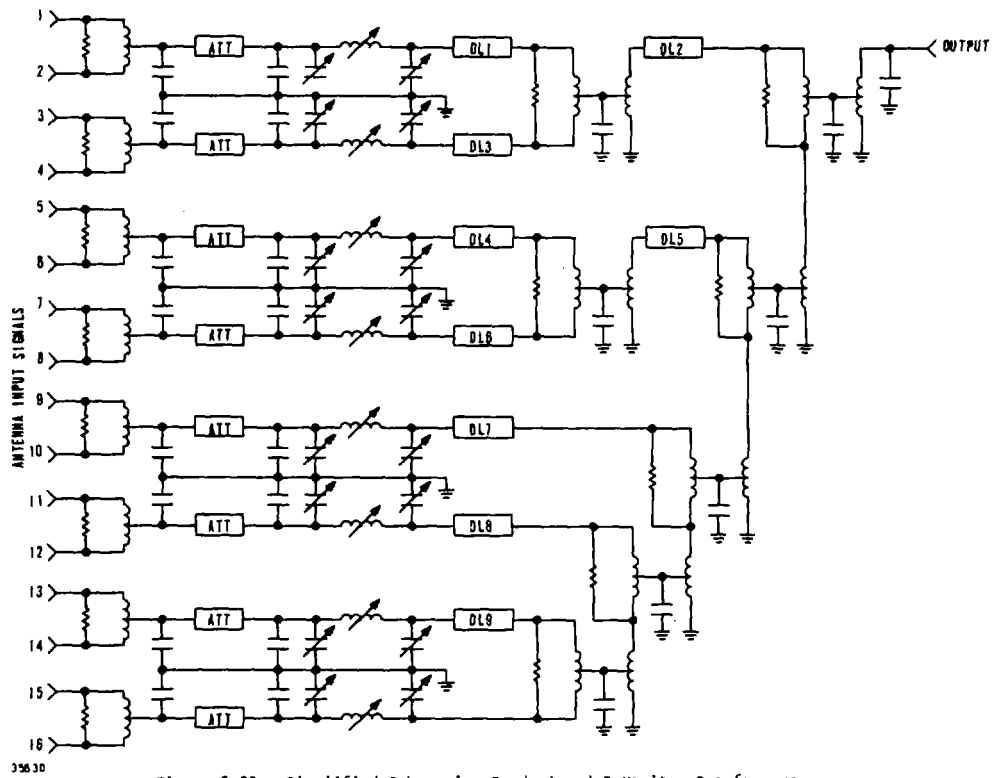 1
ATT
DL1
DL2
OUTPUT
2
3
ATT
DL3
4
5
ATT
DL4
DL5
6
7
ATT
DL6
8
ANTENNA INPUT SIGNALS
9
ATT
DL7
10
11
ATT
DL8
12
13
ATT
DL9
14
15
ATT
16
35630